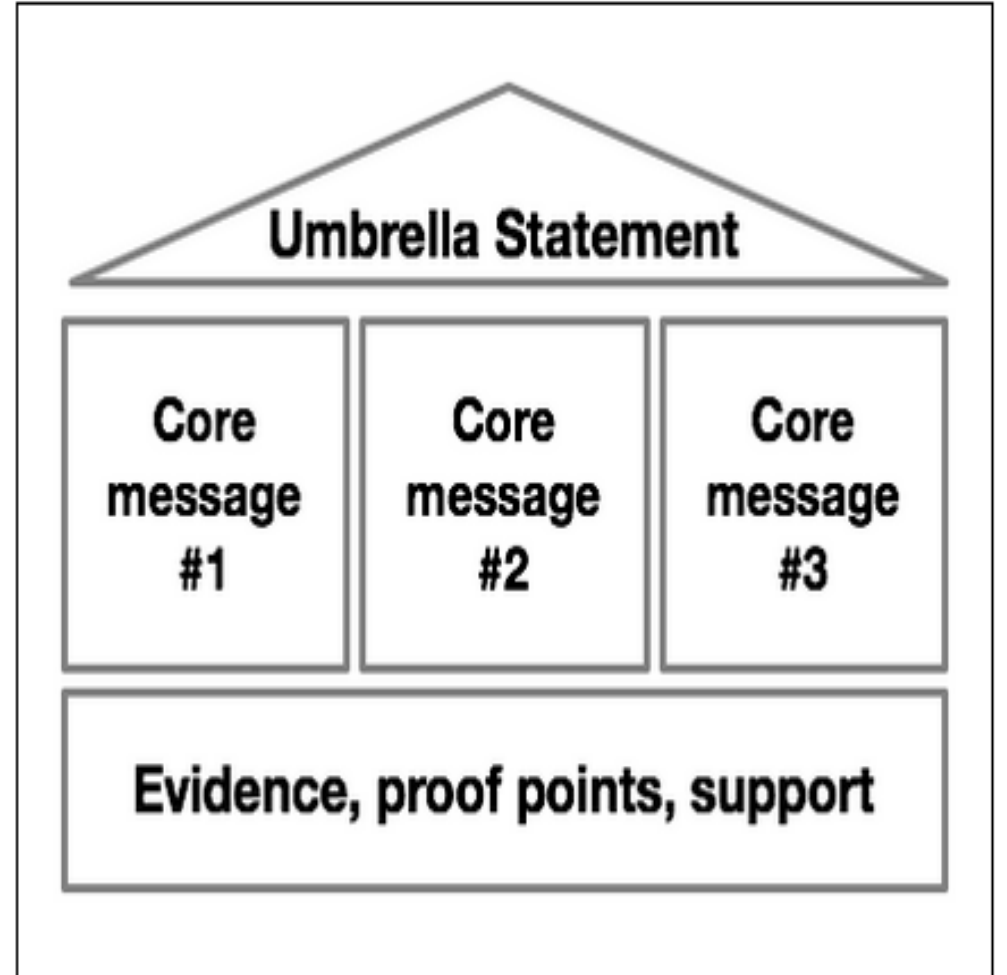 Umbrella Statement
Core
message
#1
Core
message
#2
Core
message
#3
Evidence, proof points, support